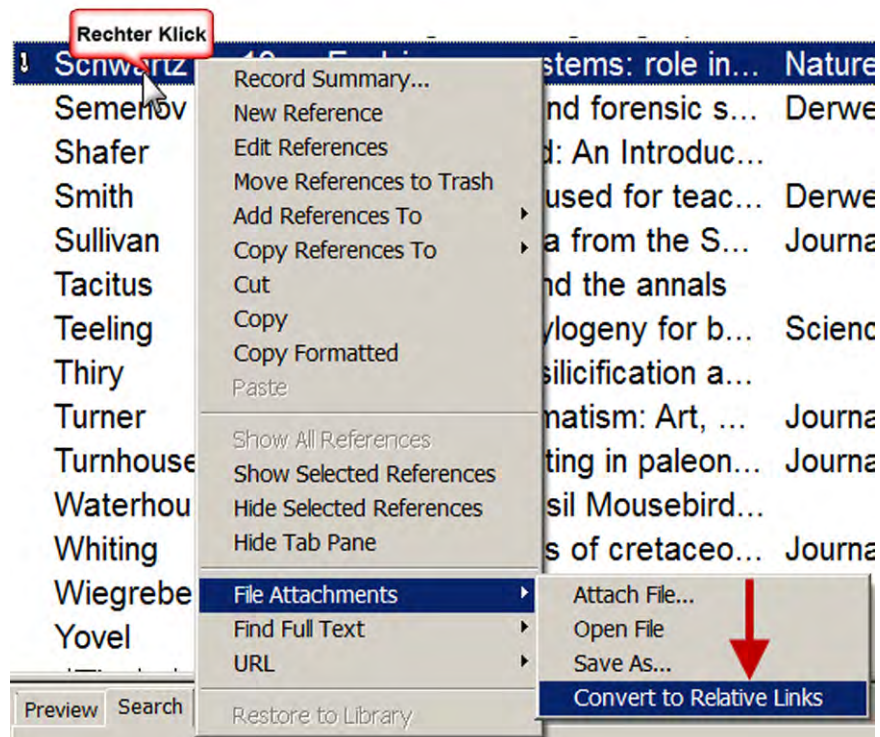 Rechter Klick
Schwartz stems: role in... Nature
Semenov nd forensic s... Derwe
Shafer d: An Introduc...
Smith used for teac... Derwe
Sullivan a from the S... Journa
Tacitus nd the annals
Teeling ylogeny for b... Scienc
Thiry silicification a...
Turner matism: Art, ... Journa
Turnhouse ting in paleon... Journa
Waterhou sil Mousebird...
Whiting s of cretaceo... Journa
Wiegrebe
Yovel
Record Summary...
New Reference
Edit References
Move References to Trash
Add References To
Copy References To
Cut
Copy
Copy Formatted
Paste
Show All References
Show Selected References
Hide Selected References
Hide Tab Pane
File Attachments
Find Full Text
URL
Restore to Library
Attach File...
Open File
Save As...
Convert to Relative Links
Preview Search